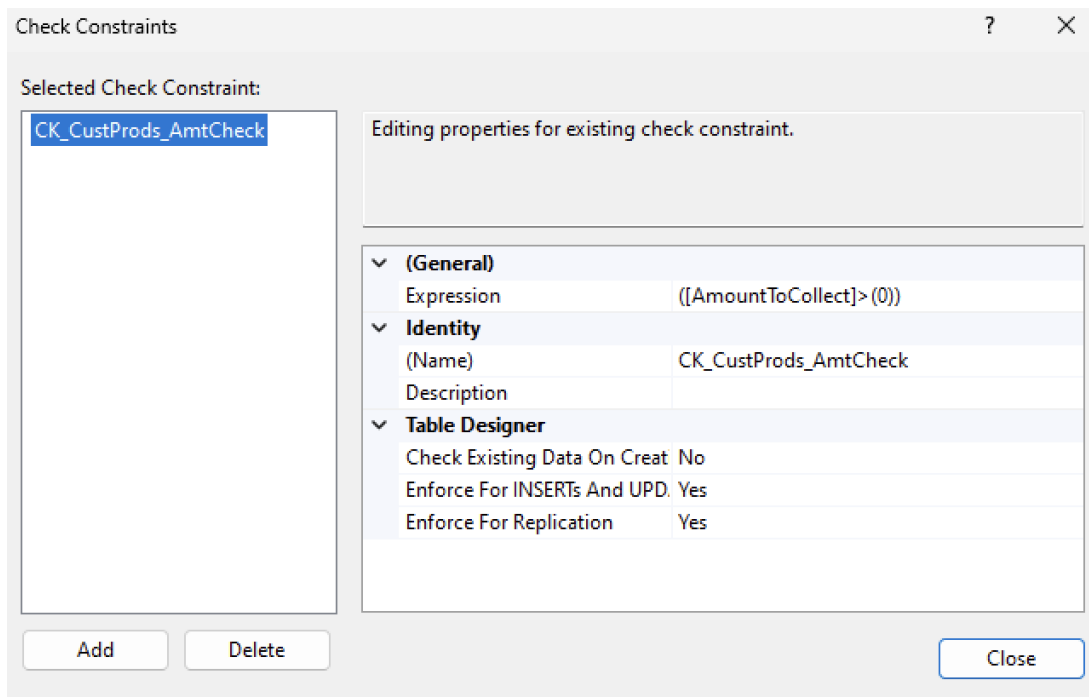 Check Constraints
?
Selected Check Constraint:
CK_CustProds_AmtCheck
Editing properties for existing check constraint.
(General)
Expression ([AmountToCollect]>(0))
Identity
(Name) CK_CustProds_AmtCheck
Description
Table Designer
Check Existing Data On Creat No
Enforce For INSERTs And UPD. Yes
Enforce For Replication Yes
Add Delete
Close